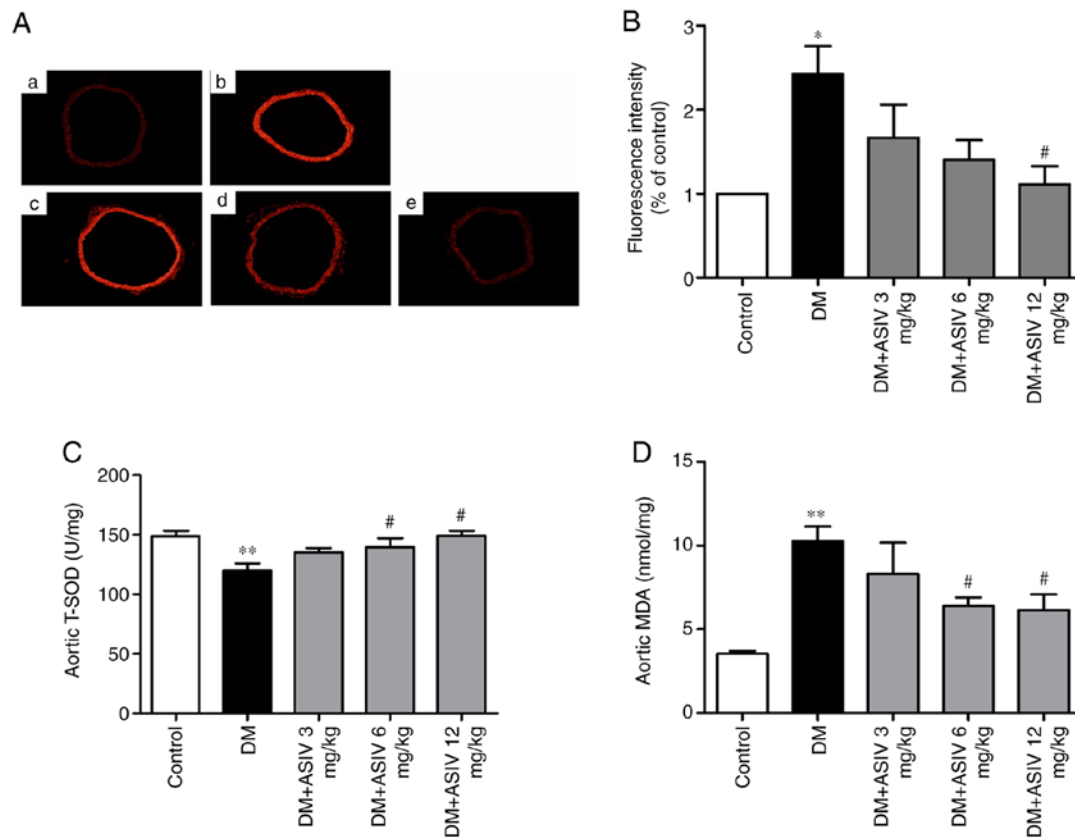 A
a
b
c
d
e
B
Fluorescence intensity
(% of control)
3
2
1
0
*
#
Control
DM
DM+ASIV 3
mg/kg
DM+ASIV 6
mg/kg
DM+ASIV 12
mg/kg
C
Aortic T-SOD (U/mg)
200
150
100
50
0
**
#
#
Control
DM
DM+ASIV 3
mg/kg
DM+ASIV 6
mg/kg
DM+ASIV 12
mg/kg
D
Aortic MDA (nmol/mg)
15
10
5
0
**
#
#
Control
DM
DM+ASIV 3
mg/kg
DM+ASIV 6
mg/kg
DM+ASIV 12
mg/kg